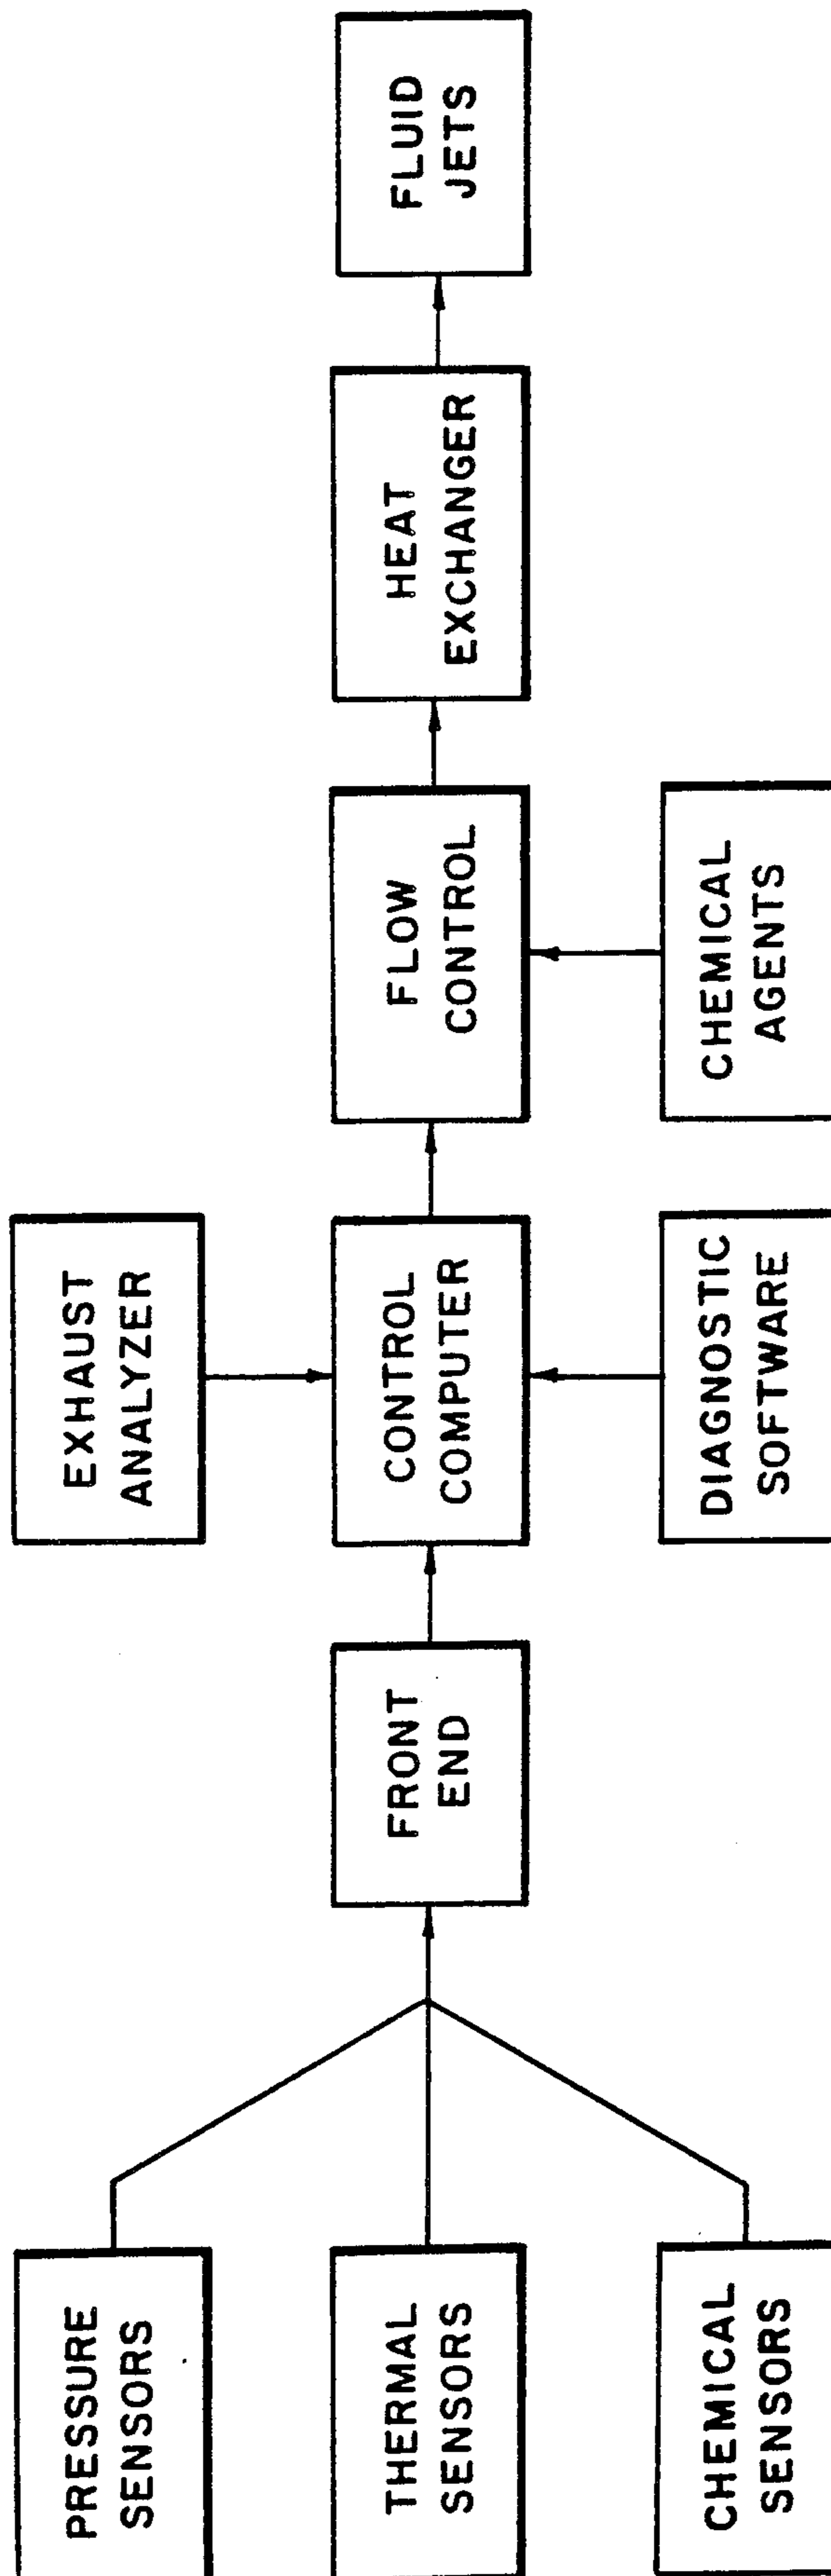 PRESSURE
SENSORS
THERMAL
SENSORS
CHEMICAL
SENSORS
FRONT
END
EXHAUST
ANALYZER
CONTROL
COMPUTER
DIAGNOSTIC
SOFTWARE
FLOW
CONTROL
CHEMICAL
AGENTS
HEAT
EXCHANGER
FLUID
JETS